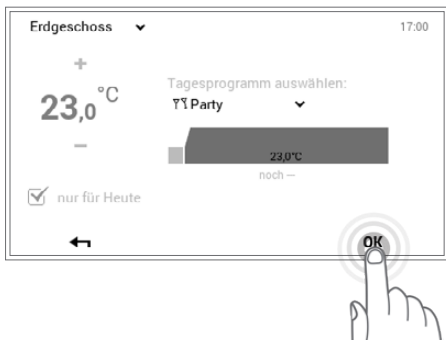 Erdgeschoss
17:00
+
23,0 °C
−
Tagesprogramm auswählen:
Party
23,0°C
noch --
nur für Heute
OK